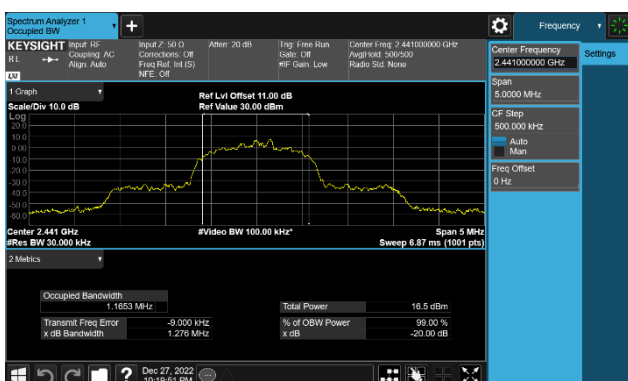 Spectrum Analyzer 1
Occupied BW
+
Frequency
KEYSIGHT Input: RF Input Z: 50 Ω Atten: 20 dB Trig: Free Run Center Freq: 2.441000000 GHz
RL Coupling: AC Corrections: Off Gate: Off Avg|Hold: 500/500
Align: Auto Freq Ref: Int (S) #IF Gain: Low Radio Std: None
NFE: Off
LXI
Center Frequency
2.441000000 GHz
Settings
Span
5.0000 MHz
CF Step
500.000 kHz
Auto
Man
Freq Offset
0 Hz
1 Graph
Ref Lvl Offset 11.00 dB
Scale/Div 10.0 dB Ref Value 30.00 dBm
Log
20.0
10.0
0.00
-10.0
-20.0
-30.0
-40.0
-50.0
-60.0
Center 2.441 GHz #Video BW 100.00 kHz* Span 5 MHz
#Res BW 30.000 kHz Sweep 6.87 ms (1001 pts)
2 Metrics
Occupied Bandwidth
1.1653 MHz
Total Power 16.5 dBm
Transmit Freq Error -9.000 kHz % of OBW Power 99.00 %
x dB Bandwidth 1.276 MHz x dB -20.00 dB
?
Dec 27, 2022
10:19:51 PM